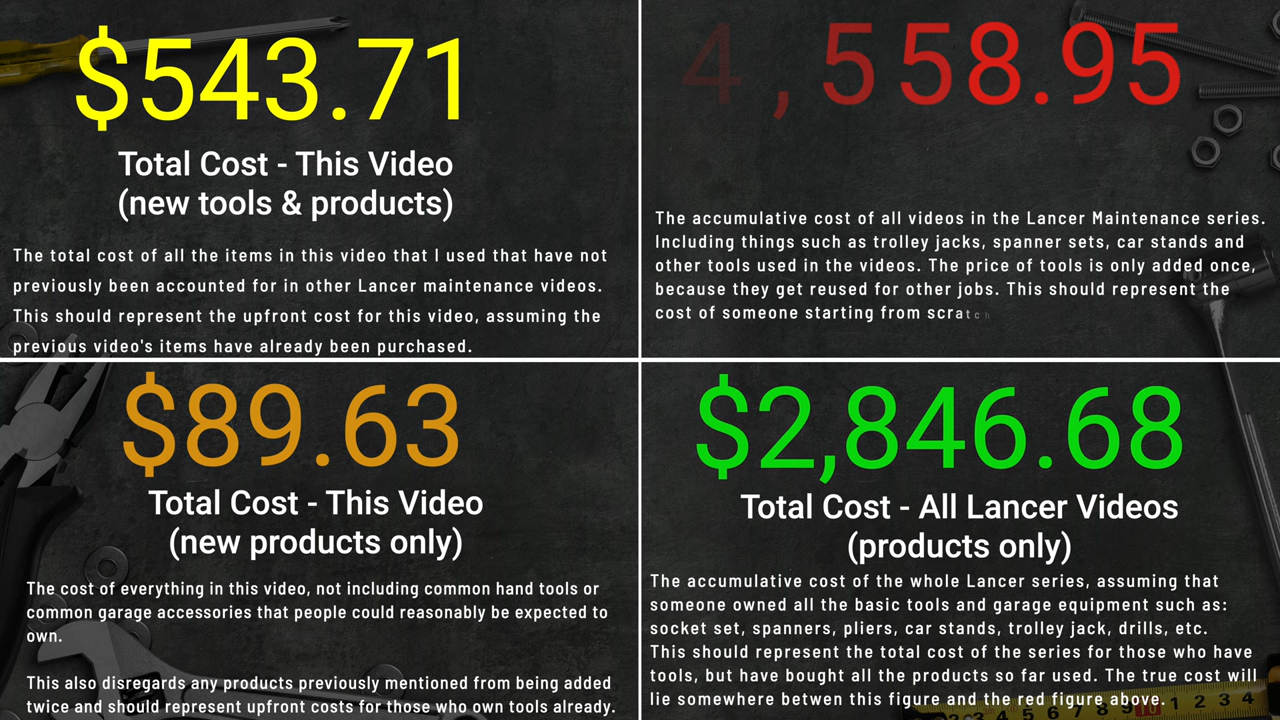 $543.71
Total Cost - This Video
(new tools & products)
The total cost of all the items in this video that I used that have not
previously been accounted for in other Lancer maintenance videos.
This should represent the upfront cost for this video, assuming the
previous video's items have already been purchased.
4,558.95
The accumulative cost of all videos in the Lancer Maintenance series.
Including things such as trolley jacks, spanner sets, car stands and
other tools used in the videos. The price of tools is only added once,
because they get reused for other jobs. This should represent the
cost of someone starting from scratch
$89.63
Total Cost - This Video
(new products only)
The cost of everything in this video, not including common hand tools or
common garage accessories that people could reasonably be expected to
own.
This also disregards any products previously mentioned from being added
twice and should represent upfront costs for those who own tools already.
$2,846.68
Total Cost - All Lancer Videos
(products only)
The accumulative cost of the whole Lancer series, assuming that
someone owned all the basic tools and garage equipment such as:
socket set, spanners, pliers, car stands, trolley jack, drills, etc.
This should represent the total cost of the series for those who have
tools, but have bought all the products so far used. The true cost will
lie somewhere betwen this figure and the red figure above.